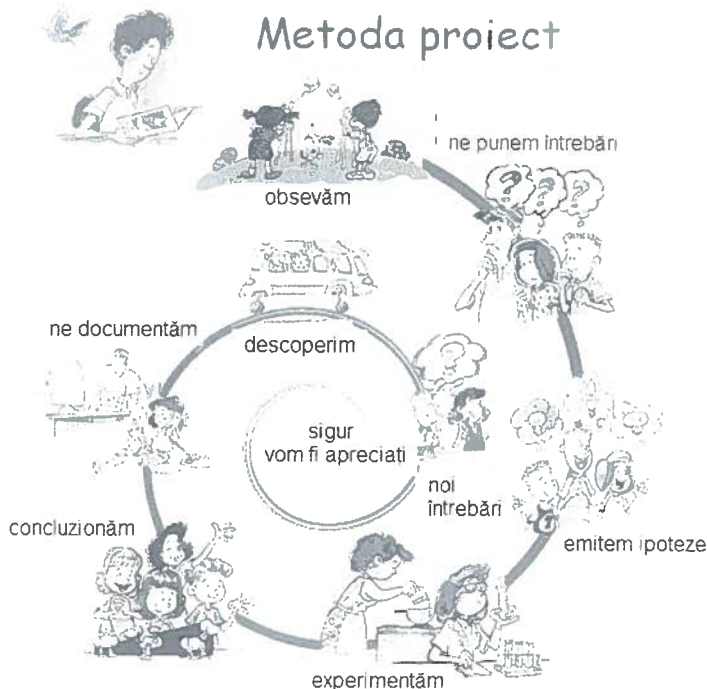 Metoda proiect
obsevăm
ne punem întrebări
emitem ipoteze
experimentăm
concluzionăm
ne documentăm
descoperim
noi
întrebări
sigur
vom fi apreciați